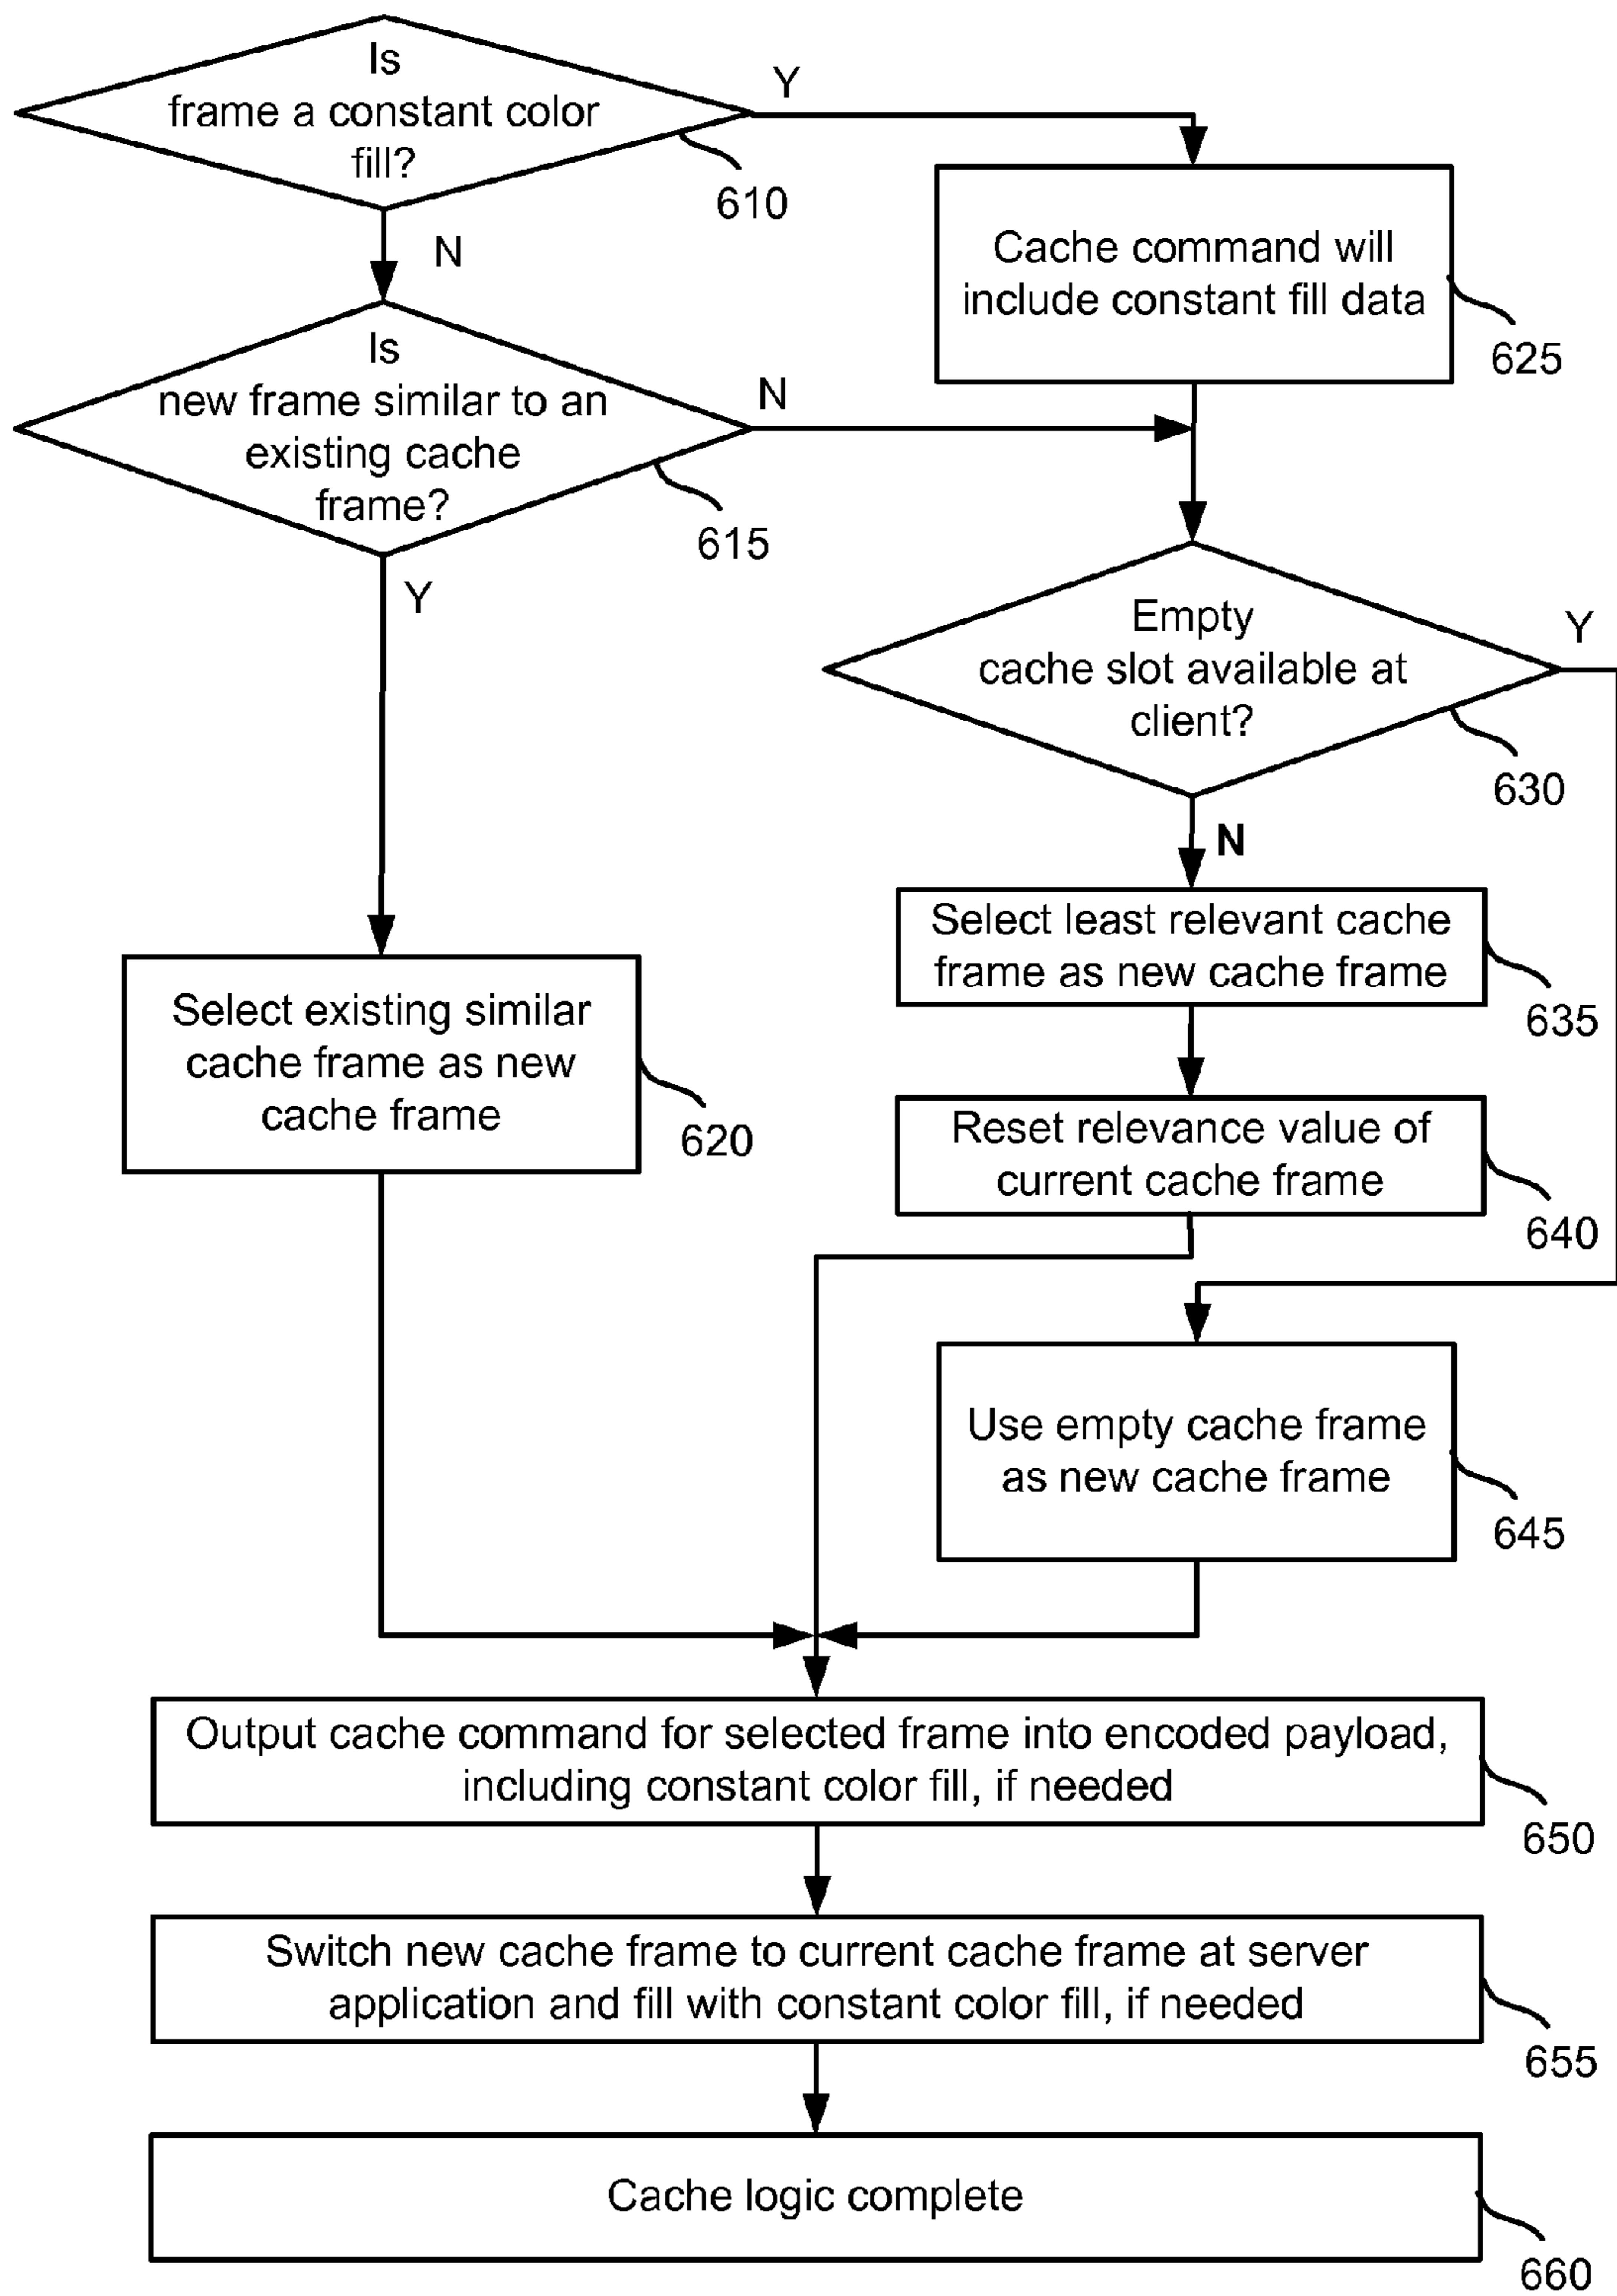 Is
frame a constant color
fill?
Y
610
N
Cache command will
include constant fill data
625
Is
new frame similar to an
existing cache
frame?
N
615
Y
Empty
cache slot available at
client?
Y
630
N
Select least relevant cache
frame as new cache frame
635
Select existing similar
cache frame as new
cache frame
620
Reset relevance value of
current cache frame
640
Use empty cache frame
as new cache frame
645
Output cache command for selected frame into encoded payload,
including constant color fill, if needed
650
Switch new cache frame to current cache frame at server
application and fill with constant color fill, if needed
655
Cache logic complete
660